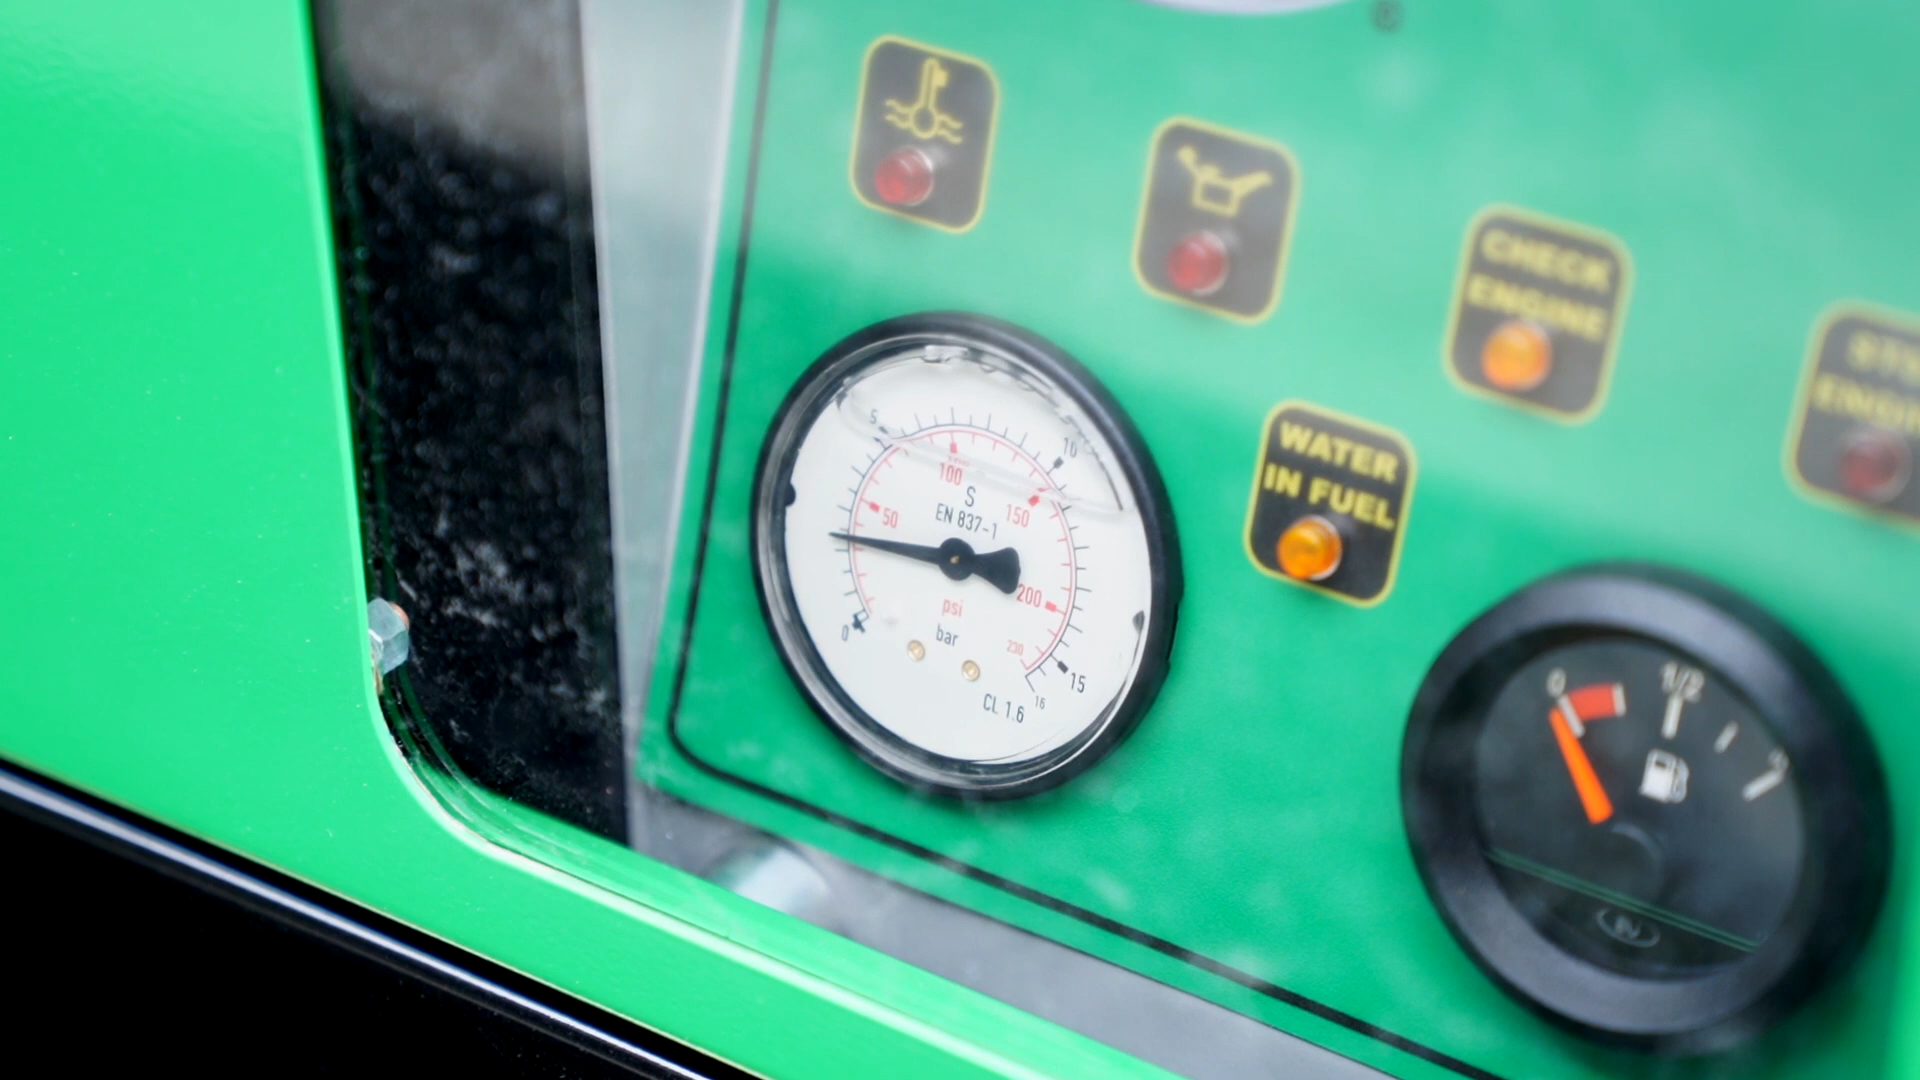 CHECK
ENGINE
WATER
IN FUEL
5
10
100
S
150
EN 837-1
50
200
psi
bar
230
0
15
16
CL 1.6
0
1/2